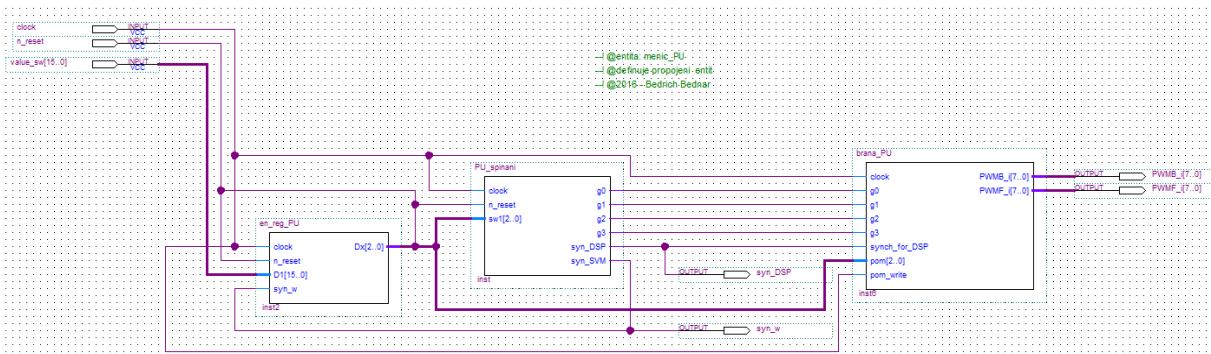 clock INPUT
VCC
n_reset INPUT
VCC
value_sw[15..0] INPUT
VCC
@entita: menic_PU
@definuje propojeni entit
@2016 - Bedrich Bednar
en_reg_PU
clock Dx[2..0]
n_reset
D1[15..0]
syn_w
inst2
PU_spinani
clock g0
n_reset g1
sw1[2..0] g2
g3
syn_DSP
syn_SVM
inst
OUTPUT syn_DSP
OUTPUT syn_w
brana_PU
clock PWMB_i[7..0]
g0 PWMF_i[7..0]
g1
g2
g3
synch_for_DSP
pom[2..0]
pom_write
inst6
OUTPUT PWMB_i[7..0]
OUTPUT PWMF_i[7..0]